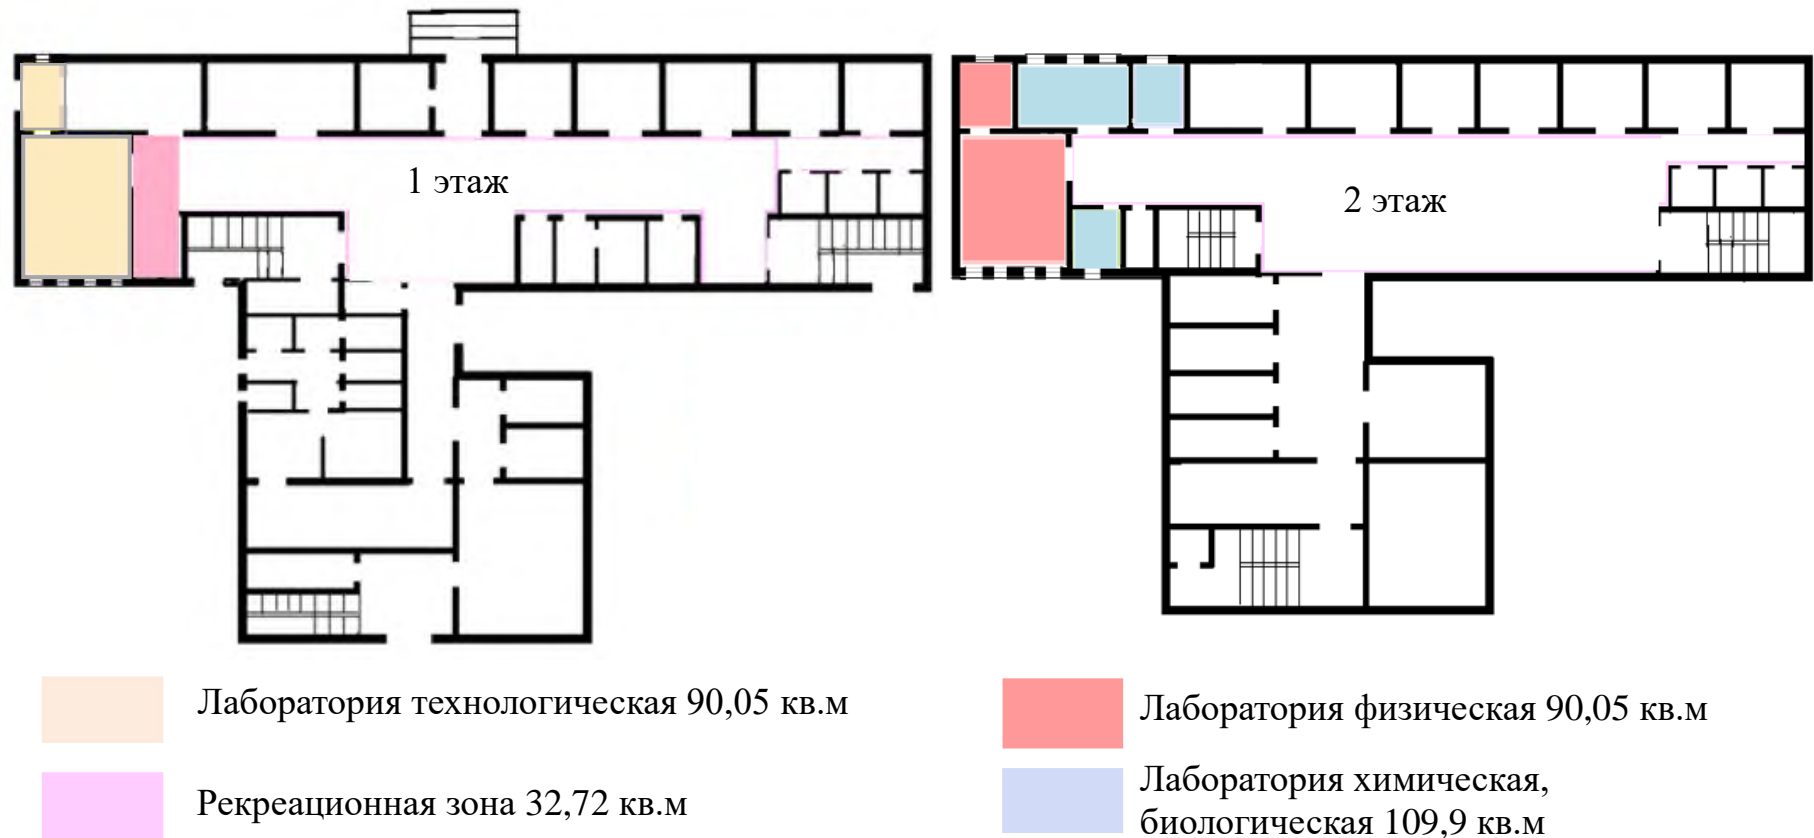 1 этаж
2 этаж
Лаборатория технологическая 90,05 кв.м
Рекреационная зона 32,72 кв.м
Лаборатория физическая 90,05 кв.м
Лаборатория химическая,
биологическая 109,9 кв.м